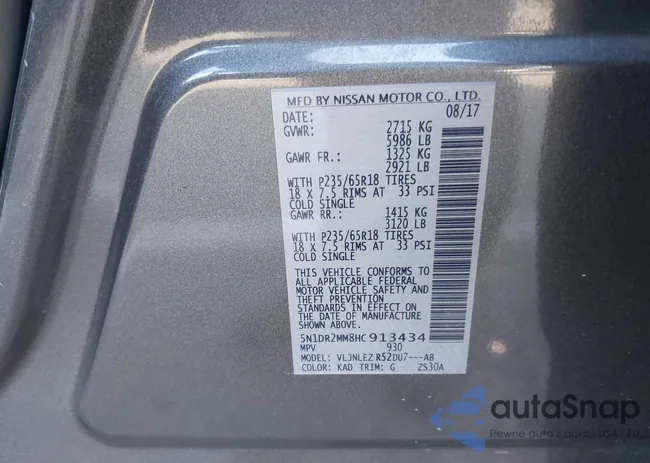 MFD BY NISSAN MOTOR CO., LTD.
DATE: 08/17
GVWR: 2715 KG
5986 LB
GAWR FR.: 1325 KG
2921 LB
WITH P235/65R18 TIRES
18 X 7.5 RIMS AT 33 PSI
COLD SINGLE
GAWR RR.: 1415 KG
3120 LB
WITH P235/65R18 TIRES
18 X 7.5 RIMS AT 33 PSI
COLD SINGLE
THIS VEHICLE CONFORMS TO
ALL APPLICABLE FEDERAL
MOTOR VEHICLE SAFETY AND
THEFT PREVENTION
STANDARDS IN EFFECT ON
THE DATE OF MANUFACTURE
SHOWN ABOVE.
5N1DR2MM8HC913434
MPV 930
MODEL: VLJNLEZ R52DU7---AB
COLOR: KAD TRIM: G ZS30A
autaSnap
Pewne auta z aukcji USA